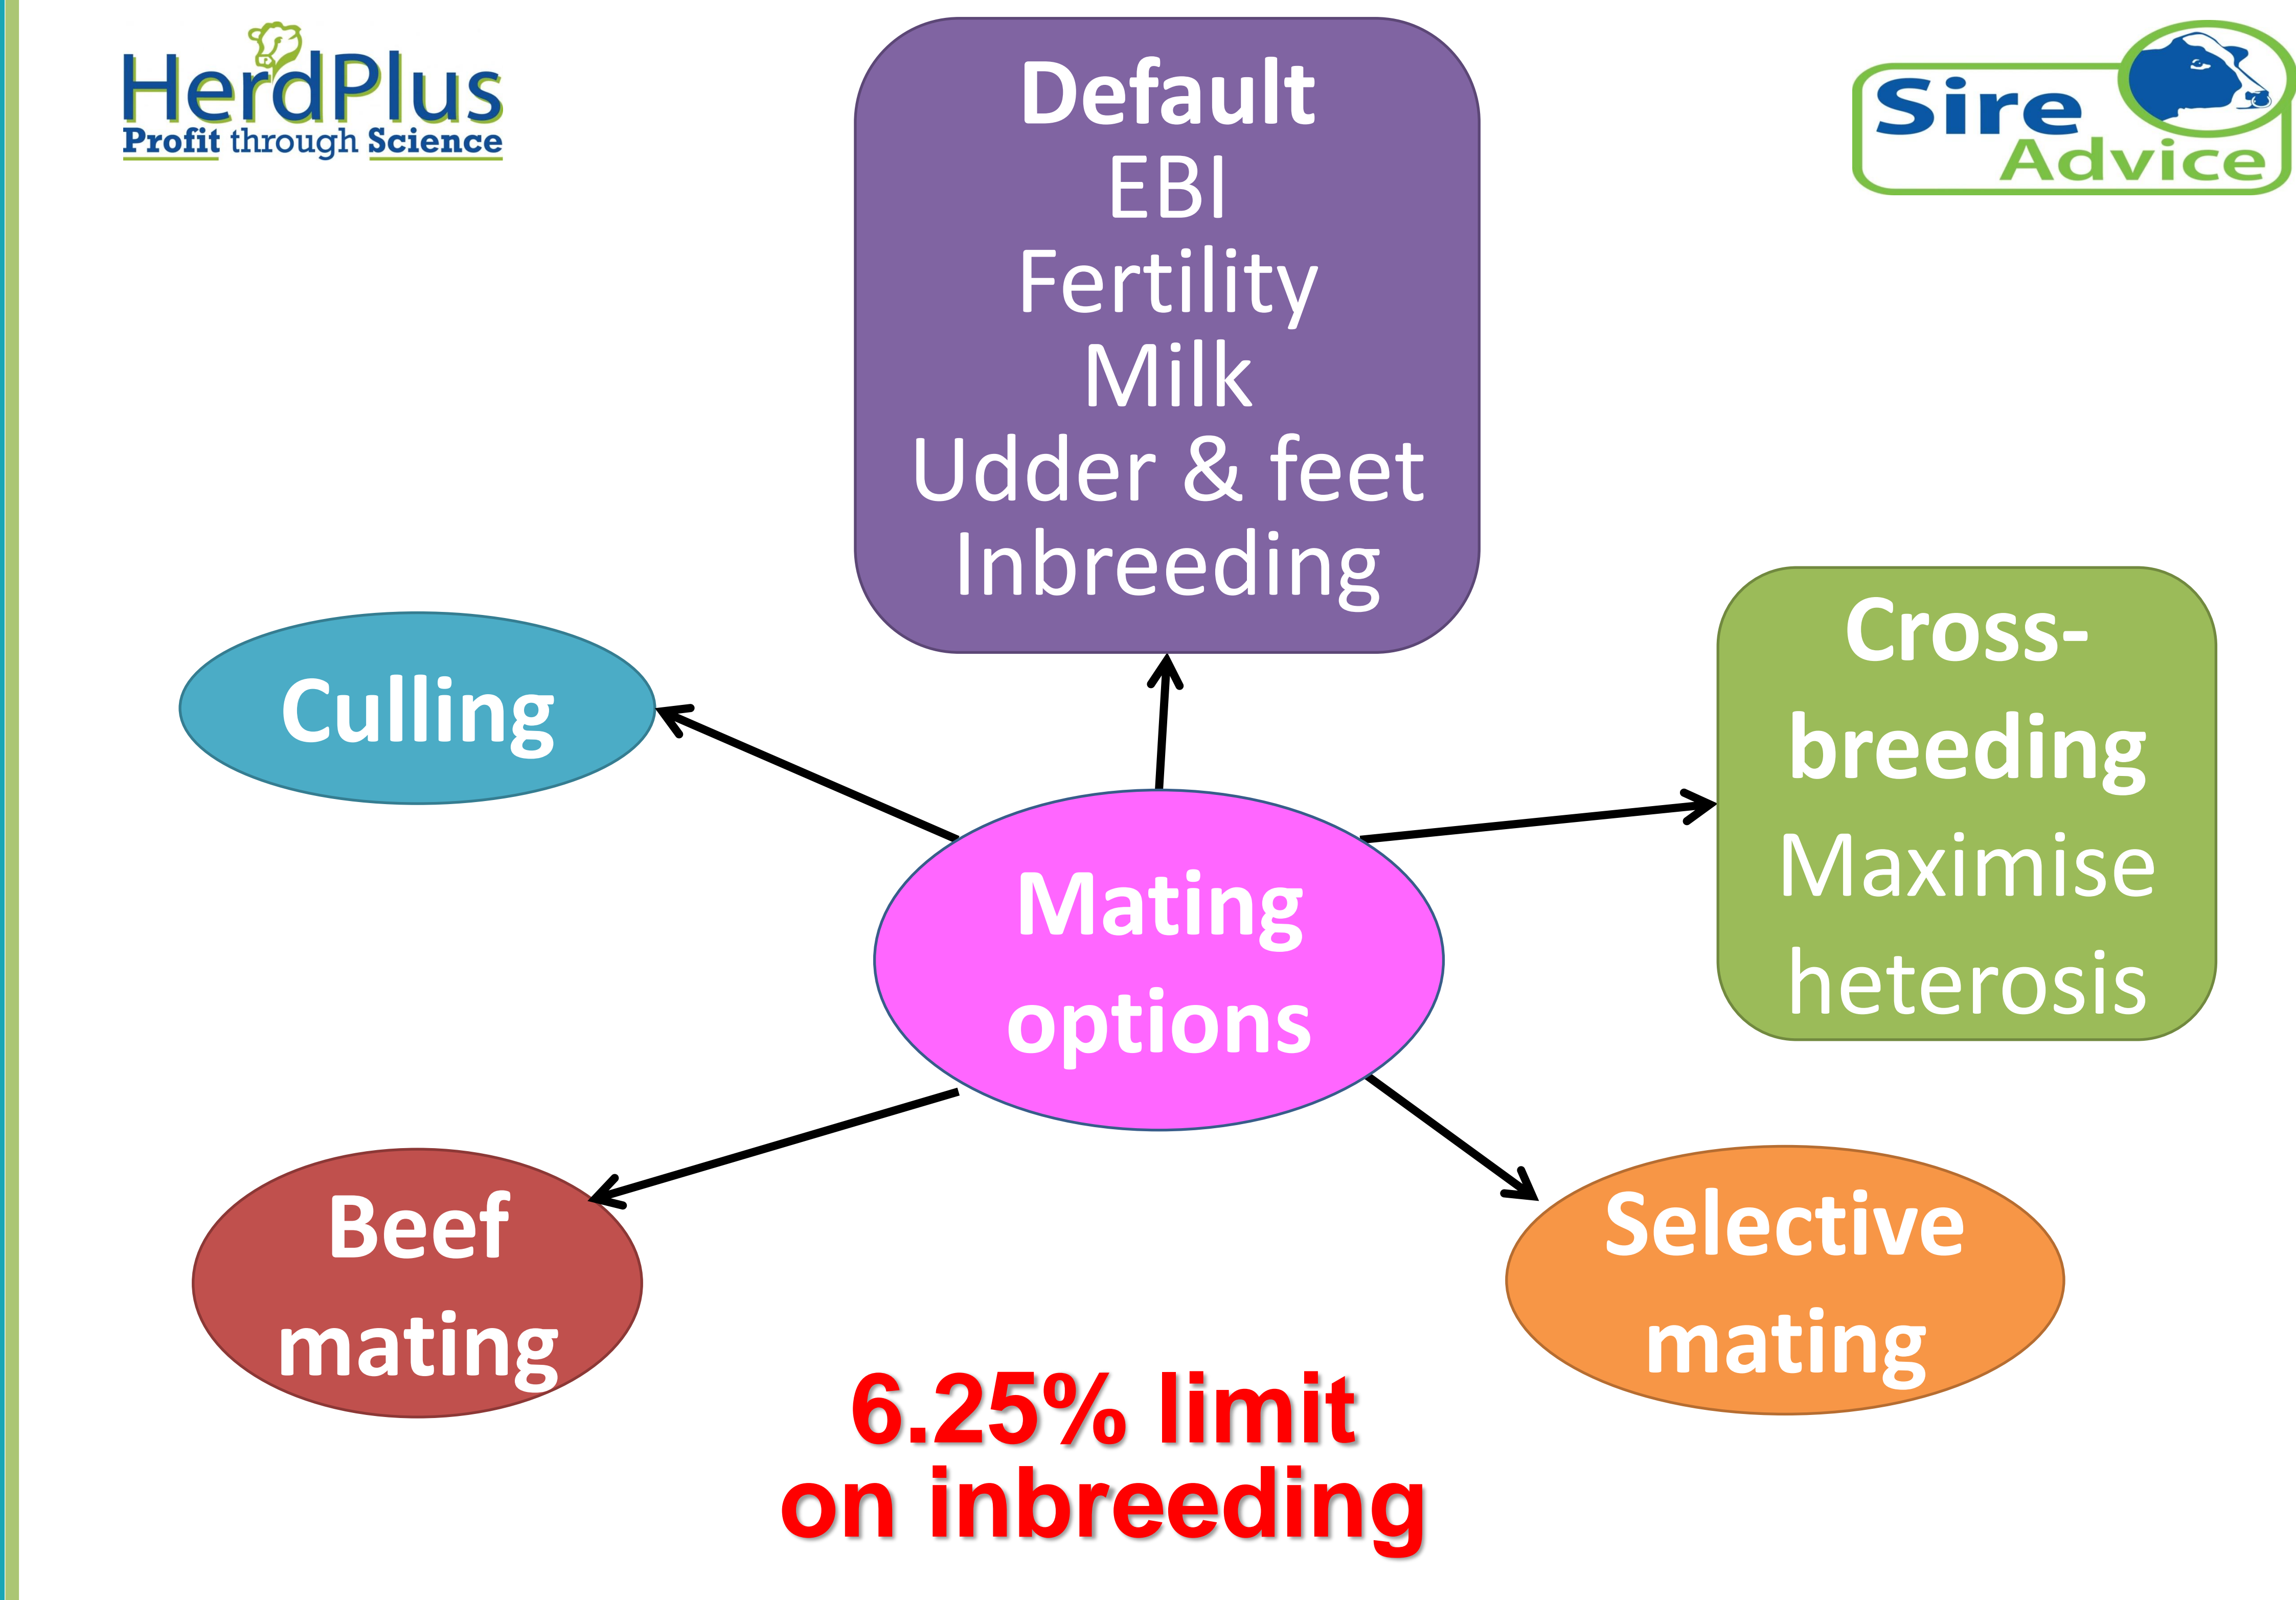 HerdPlus
Profit through Science
Default
EBI
Fertility
Milk
Udder & feet
Inbreeding
Sire
Advice
Culling
Cross-
breeding
Maximise
heterosis
Mating
options
Beef
mating
Selective
mating
6.25% limit
on inbreeding